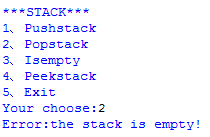 ***STACK***
1、Pushstack
2、Popstack
3、Isempty
4、Peekstack
5、Exit
Your choose:2
Error:the stack is empty!